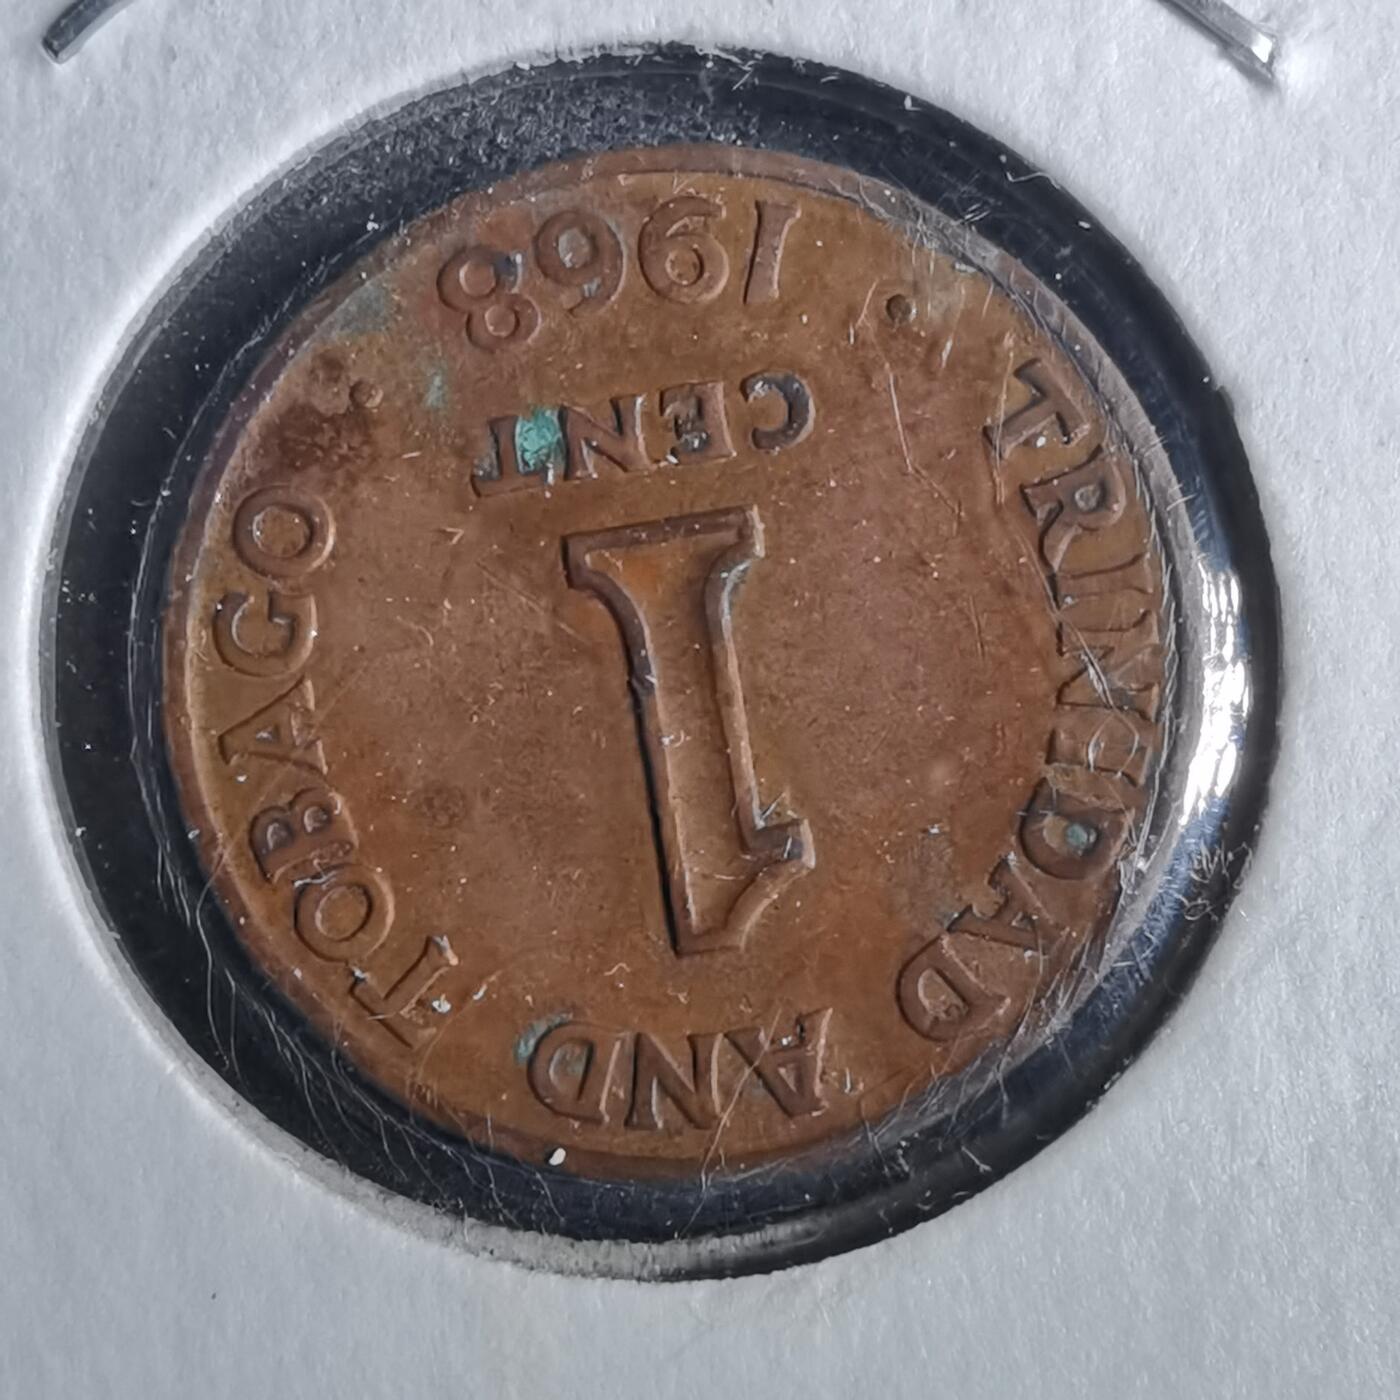 TRINIDAD AND TOBAGO
1
CENT
1968